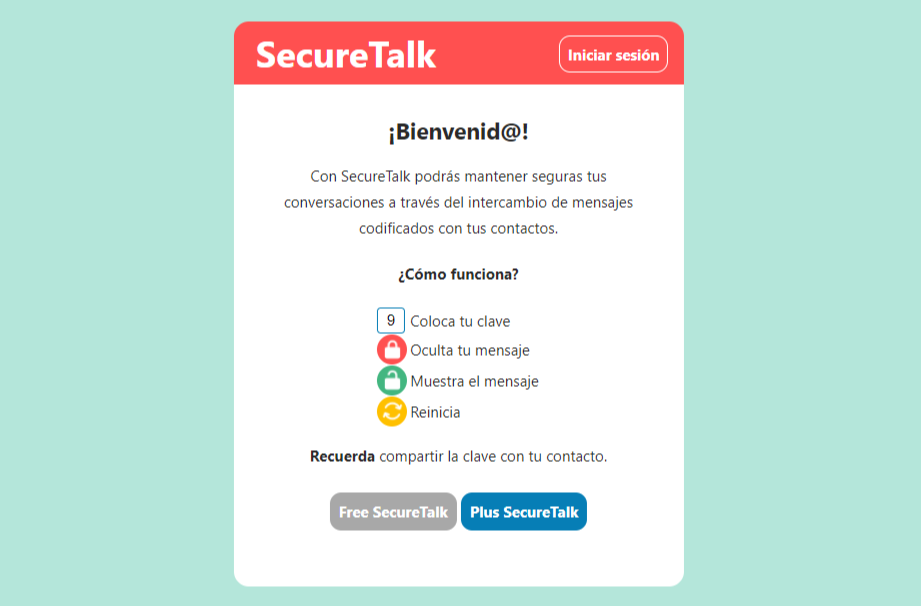 SecureTalk
Iniciar sesión
¡Bienvenid@!
Con SecureTalk podrás mantener seguras tus
conversaciones a través del intercambio de mensajes
codificados con tus contactos.
¿Cómo funciona?
9 Coloca tu clave
Oculta tu mensaje
Muestra el mensaje
Reinicia
Recuerda compartir la clave con tu contacto.
Free SecureTalk
Plus SecureTalk